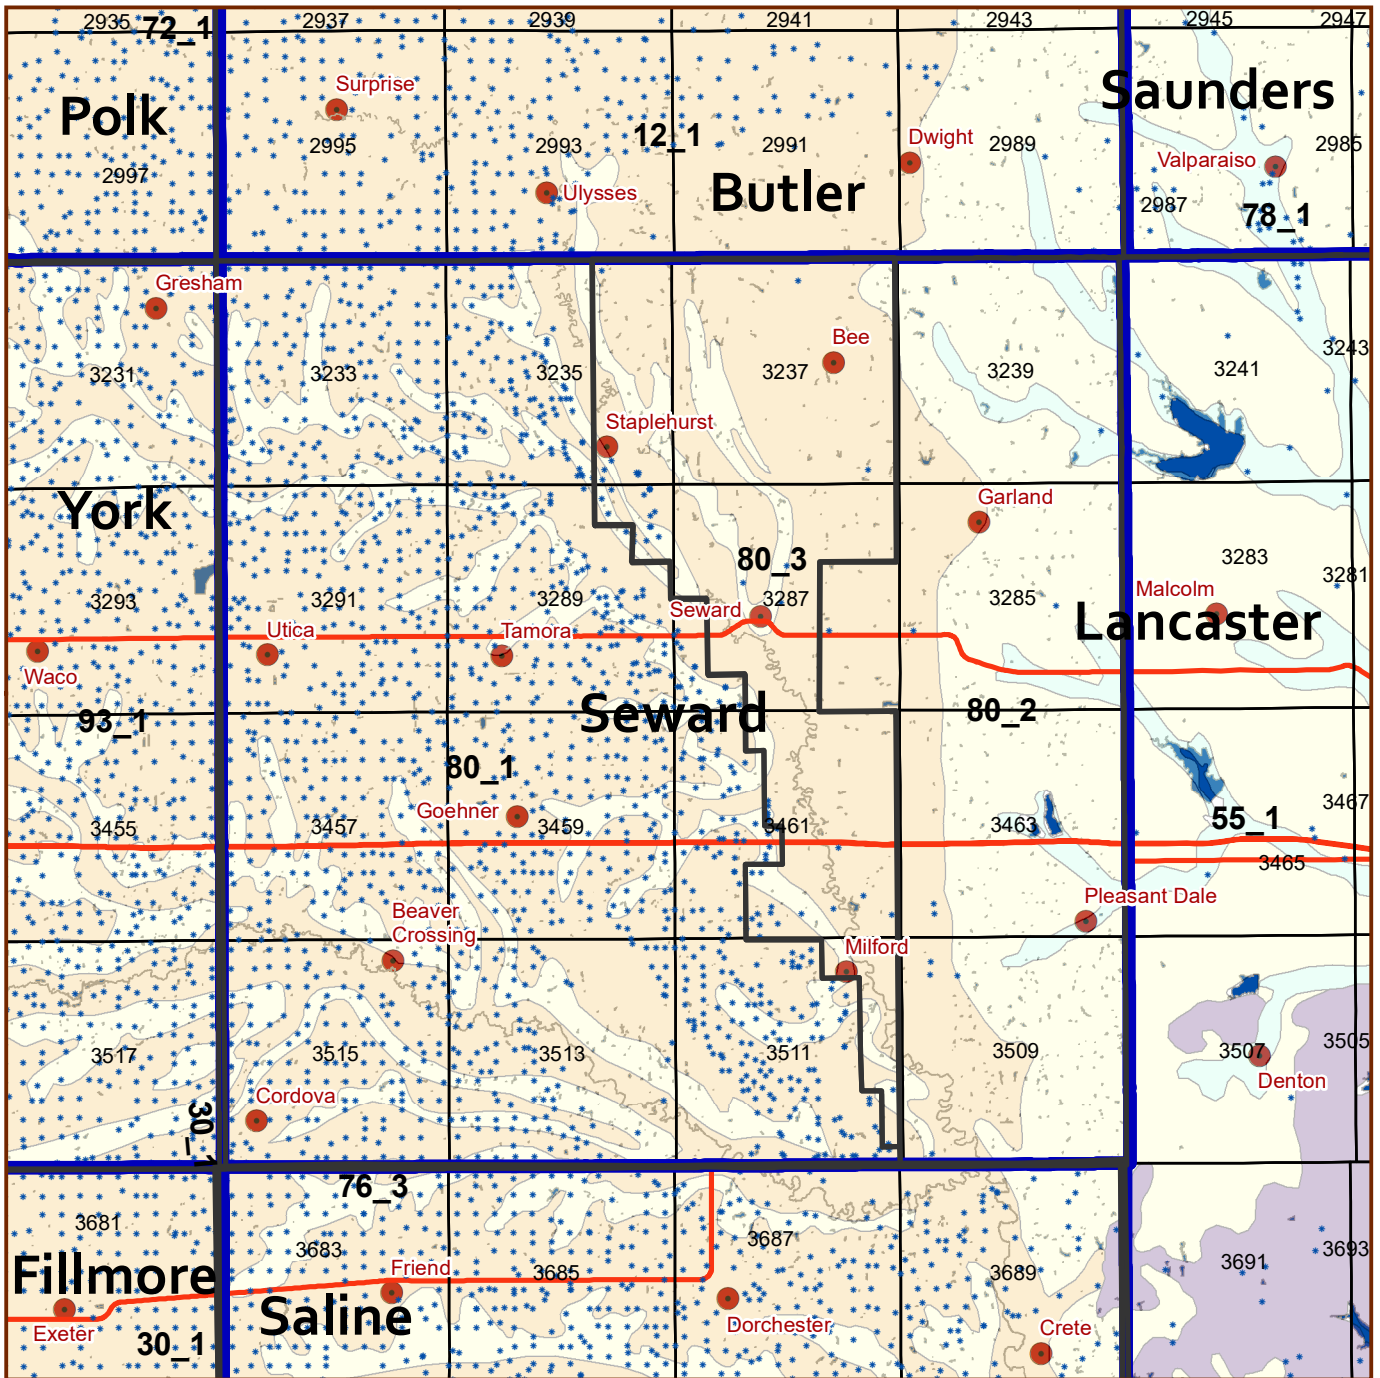 2935
72_1
2937
2939
2941
2943
2945
2947
Surprise
Saunders
Polk
12_1
2995
2993
2991
Dwight
2989
2985
Valparaiso
2997
Ulysses
Butler
2987
78_1
Gresham
Bee
3231
3233
3235
3237
3239
3241
3243
Staplehurst
York
Garland
80_3
3283
3281
3293
3291
3289
3287
3285
Malcolm
Seward
Lancaster
Utica
Tamora
Waco
93_1
Seward
80_2
80_1
Goehner
55_1
3467
3455
3457
3459
3461
3463
3465
Pleasant Dale
Beaver
Crossing
Milford
3517
3515
3513
3511
3509
3507
3505
Denton
Cordova
30_1
76_3
3681
3683
3685
3687
3689
3691
3693
Fillmore
Friend
Saline
Exeter
Dorchester
Crete
30_1